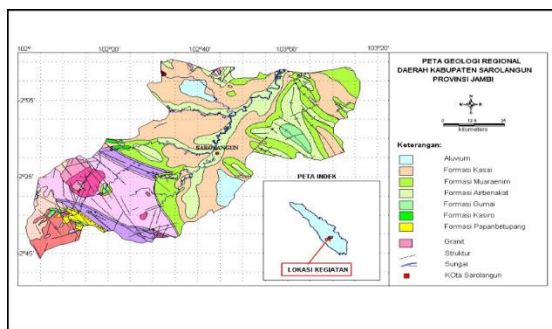 102°
102°20
102°40
103°00
103°20
PETA GEOLOGI REGIONAL
DAERAH KABUPATEN SAROLANGUN
PROVINSI JAMBI
kilometers
Keterangan:
Aluvium
Formasi Kasai
Formasi Muaraenim
Formasi Airbenakat
Formasi Gumai
Formasi Kasiro
Formasi Papanbetupang
Granit
Struktur
Sungai
KOta Sarolangun
-2°05'
-2°25'
-2°45'
SAROLANGUN
PETA INDEK
LOKASI KEGIATAN